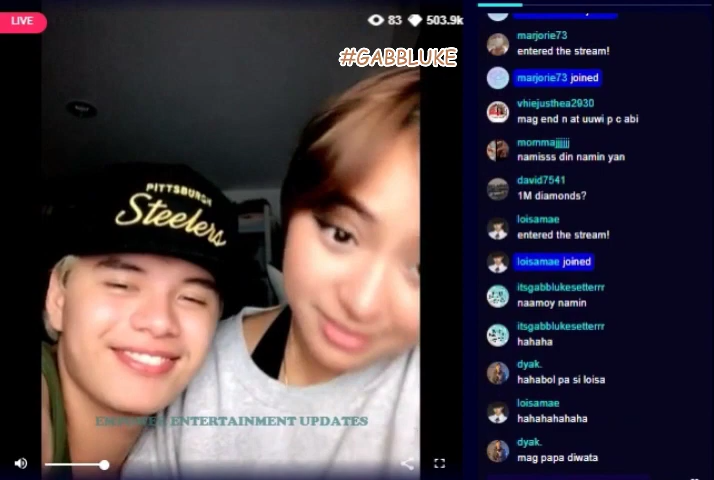 LIVE
83 503.9k
#GABBLUKE
PITTSBURGH
Steelers
ENTERTAINMENT UPDATES
marjorie73
entered the stream!
marjorie73 joined
vhiejusthea2930
mag end n at uuwi p c abi
david7541
1M diamonds?
namisss din namin yan
loisamae
entered the stream!
loisamae joined
itsgabblukesetterrr
naamoy namin
itsgabblukesetterrr
hahaha
dyak.
hahabol pa si loisa
loisamae
hahahahahaha
dyak.
mag papa diwata